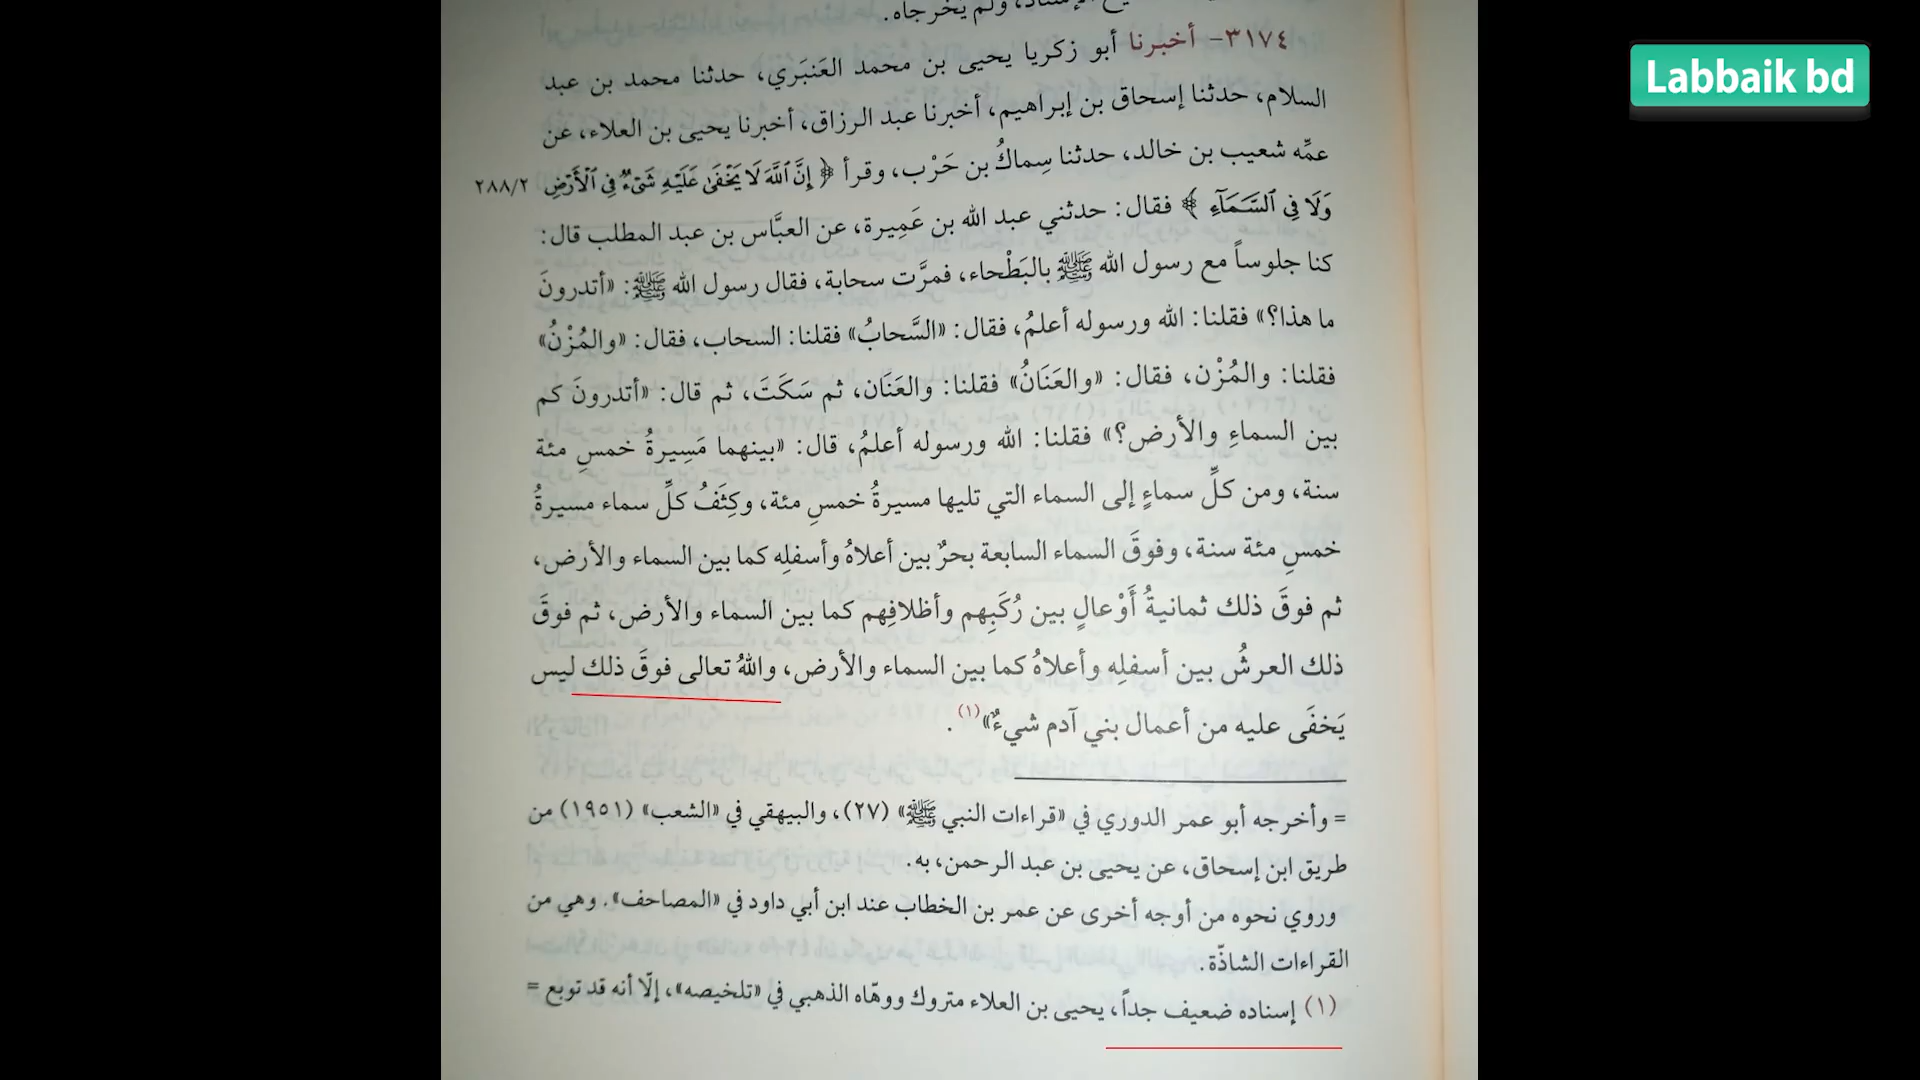 الإسناد، ولم يخرجاه.
٣١٧٤- أخبرنا أبو زكريا يحيى بن محمد العَنبَري، حدثنا محمد بن عبد
السلام، حدثنا إسحاق بن إبراهيم، أخبرنا عبد الرزاق، أخبرنا يحيى بن العلاء، عن
عمِّه شعيب بن خالد، حدثنا سِماكُ بن حَرْب، وقرأ ﴿إِنَّ ٱللَّهَ لَا يَخْفَىٰ عَلَيْهِ شَىْءٌ فِى ٱلْأَرْضِ ٢٨٨/٢
وَلَا فِى ٱلسَّمَآءِ﴾ فقال: حدثني عبد الله بن عَمِيرة، عن العبَّاس بن عبد المطلب قال:
كنا جلوساً مع رسول الله ﷺ بالبَطْحاء، فمرَّت سحابة، فقال رسول الله ﷺ: «أتدرونَ
ما هذا؟» فقلنا: الله ورسوله أعلمُ، فقال: «السَّحابُ» فقلنا: السحاب، فقال: «والمُزْنُ»
فقلنا: والمُزْن، فقال: «والعَنَانُ» فقلنا: والعَنَان، ثم سَكَتَ، ثم قال: «أتدرونَ كم
بين السماءِ والأرض؟» فقلنا: الله ورسوله أعلمُ، قال: «بينهما مَسِيرةُ خمسِ مئة
سنة، ومن كلِّ سماءٍ إلى السماء التي تليها مسيرةُ خمسِ مئة، وكِثَفُ كلِّ سماء مسيرةُ
خمسِ مئة سنة، وفوقَ السماء السابعة بحرٌ بين أعلاهُ وأسفلِه كما بين السماء والأرض،
ثم فوقَ ذلك ثمانيةُ أَوْعالٍ بين رُكَبِهم وأظلافِهم كما بين السماء والأرض، ثم فوقَ
ذلك العرشُ بين أسفلِه وأعلاهُ كما بين السماء والأرض، واللهُ تعالى فوقَ ذلك ليس
يَخفَى عليه من أعمال بني آدم شيءٌ»(١).
= وأخرجه أبو عمر الدوري في «قراءات النبي ﷺ» (٢٧)، والبيهقي في «الشعب» (١٩٥١) من
طريق ابن إسحاق، عن يحيى بن عبد الرحمن، به.
وروي نحوه من أوجه أخرى عن عمر بن الخطاب عند ابن أبي داود في «المصاحف». وهي من
القراءات الشاذّة.
(١) إسناده ضعيف جداً، يحيى بن العلاء متروك ووهّاه الذهبي في «تلخيصه»، إلّا أنه قد توبع =
Labbaik bd